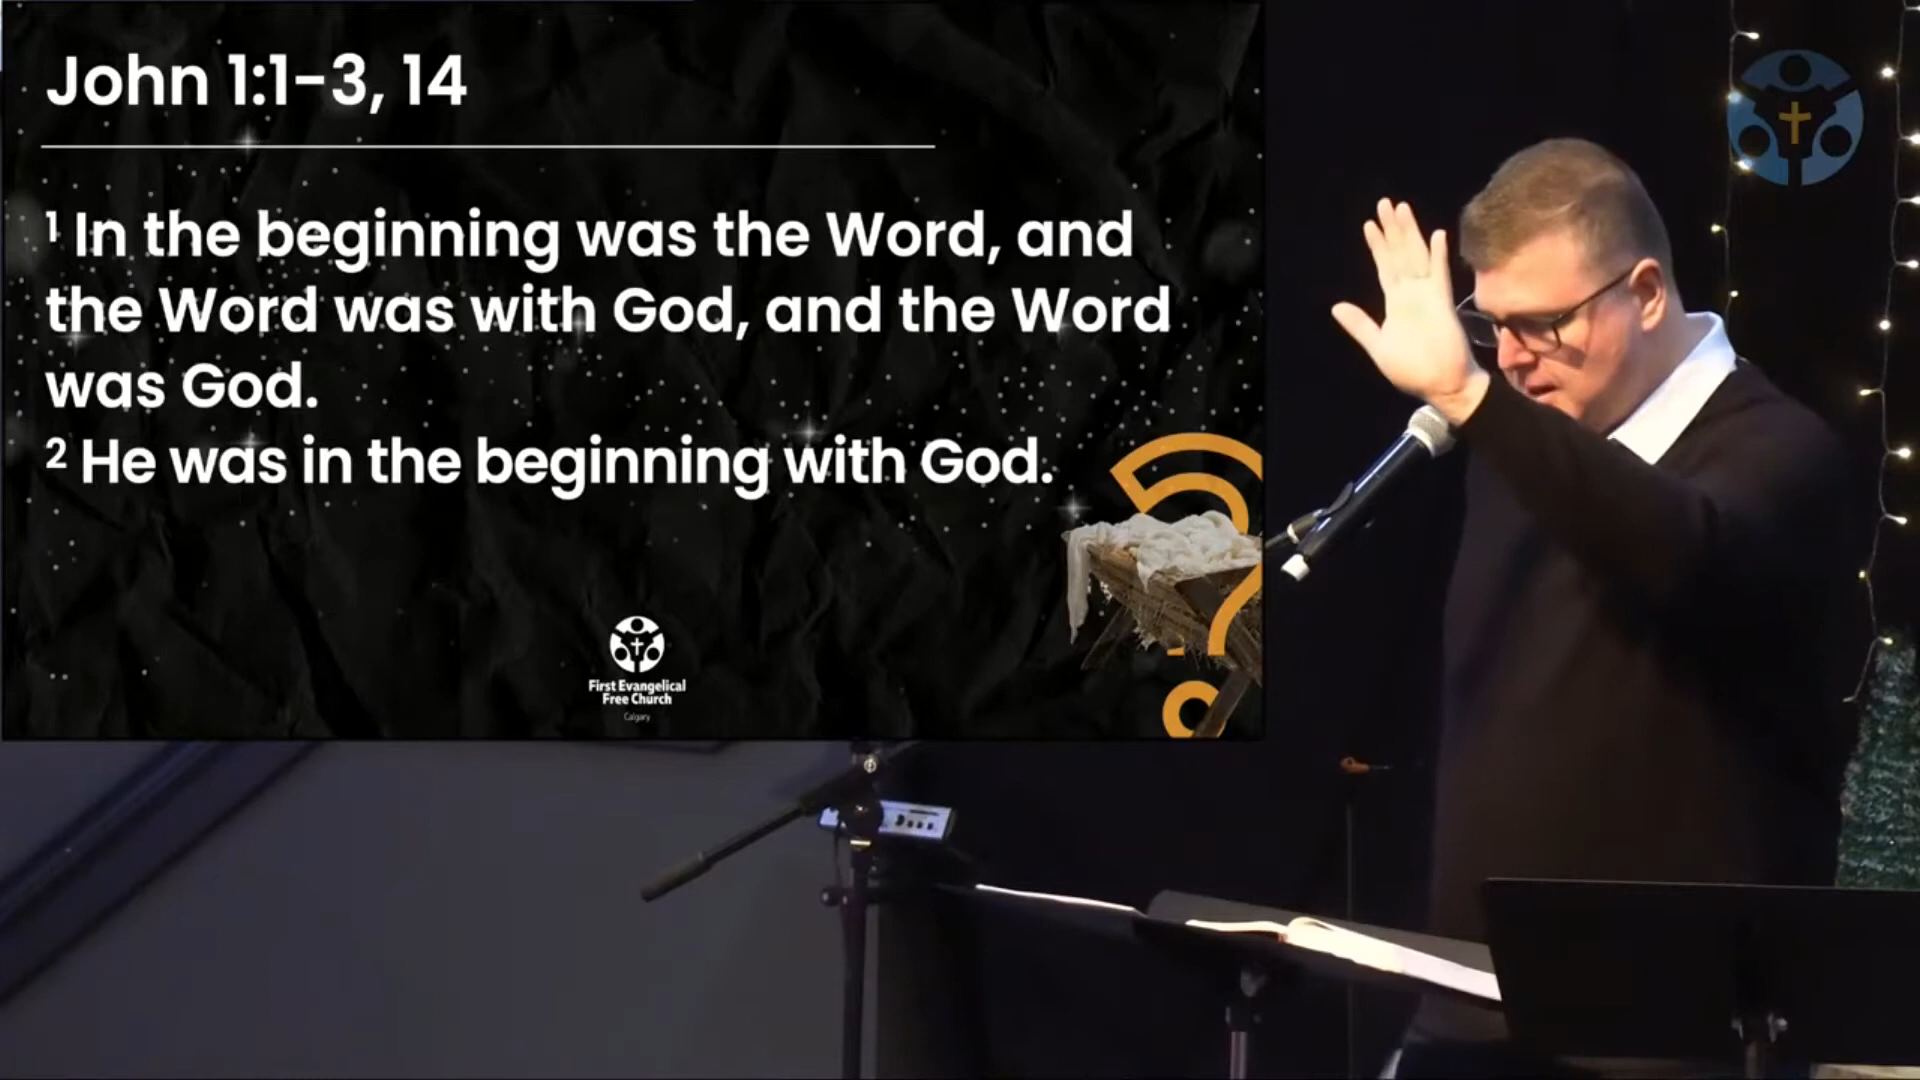 John 1:1-3, 14
¹ In the beginning was the Word, and
the Word was with God, and the Word
was God.
² He was in the beginning with God.
First Evangelical
Free Church
Calgary